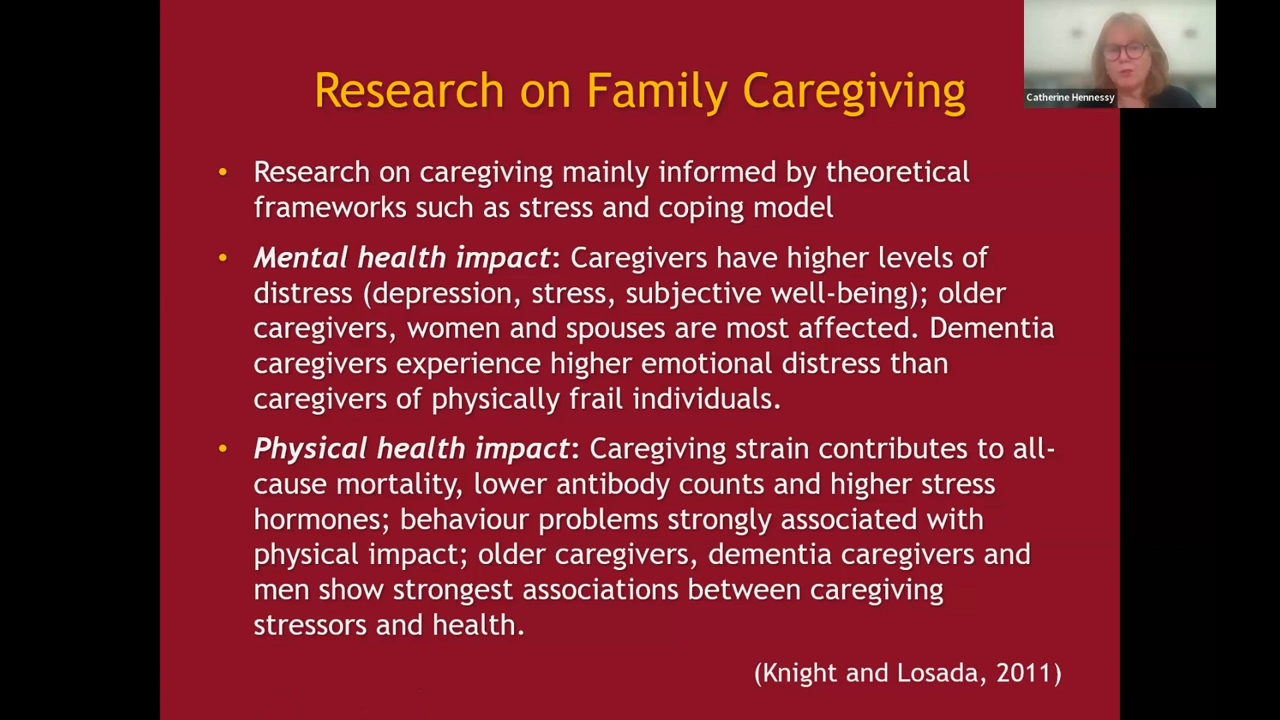 Research on Family Caregiving
Catherine Hennessy
• Research on caregiving mainly informed by theoretical
frameworks such as stress and coping model
• Mental health impact: Caregivers have higher levels of
distress (depression, stress, subjective well-being); older
caregivers, women and spouses are most affected. Dementia
caregivers experience higher emotional distress than
caregivers of physically frail individuals.
• Physical health impact: Caregiving strain contributes to all-
cause mortality, lower antibody counts and higher stress
hormones; behaviour problems strongly associated with
physical impact; older caregivers, dementia caregivers and
men show strongest associations between caregiving
stressors and health.
(Knight and Losada, 2011)